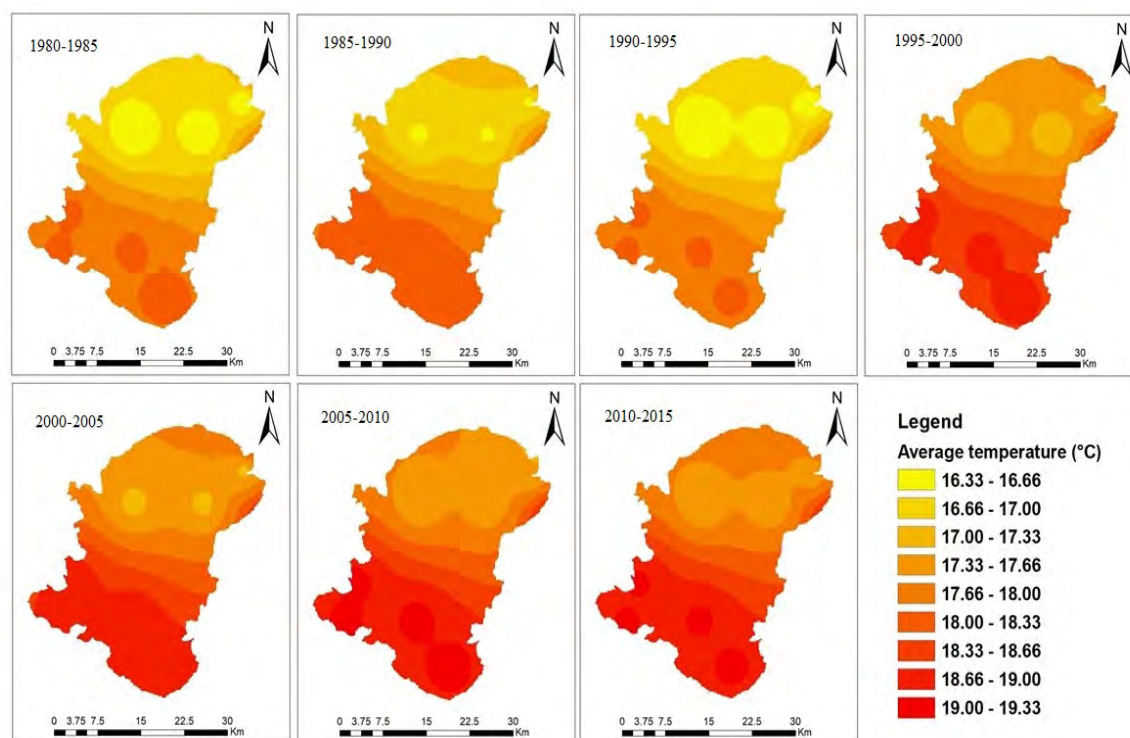 1980-1985
N
0 3.75 7.5 15 22.5 30
Km
1985-1990
N
0 3.75 7.5 15 22.5 30
Km
1990-1995
N
0 3.75 7.5 15 22.5 30
Km
1995-2000
N
0 3.75 7.5 15 22.5 30
Km
2000-2005
N
0 3.75 7.5 15 22.5 30
Km
2005-2010
N
0 3.75 7.5 15 22.5 30
Km
2010-2015
N
0 3.75 7.5 15 22.5 30
Km
Legend
Average temperature (°C)
16.33 - 16.66
16.66 - 17.00
17.00 - 17.33
17.33 - 17.66
17.66 - 18.00
18.00 - 18.33
18.33 - 18.66
18.66 - 19.00
19.00 - 19.33